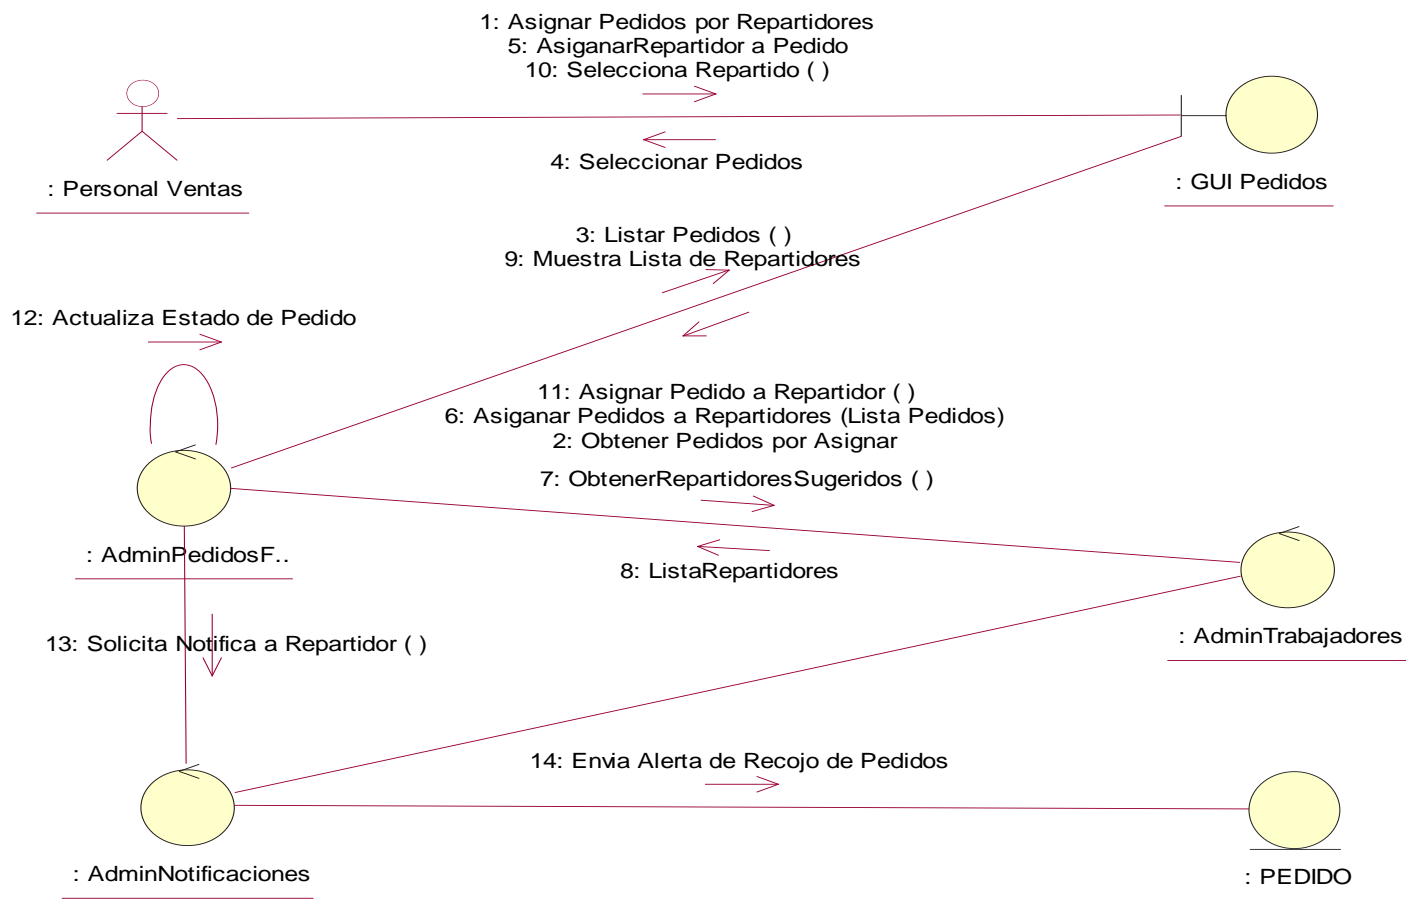 1: Asignar Pedidos por Repartidores
5: AsiganarRepartidor a Pedido
10: Selecciona Repartido ( )
4: Seleccionar Pedidos
: Personal Ventas
: GUI Pedidos
3: Listar Pedidos ( )
9: Muestra Lista de Repartidores
12: Actualiza Estado de Pedido
11: Asignar Pedido a Repartidor ( )
6: Asiganar Pedidos a Repartidores (Lista Pedidos)
2: Obtener Pedidos por Asignar
7: ObtenerRepartidoresSugeridos ( )
: AdminPedidosF..
8: ListaRepartidores
: AdminTrabajadores
13: Solicita Notifica a Repartidor ( )
14: Envia Alerta de Recojo de Pedidos
: AdminNotificaciones
: PEDIDO